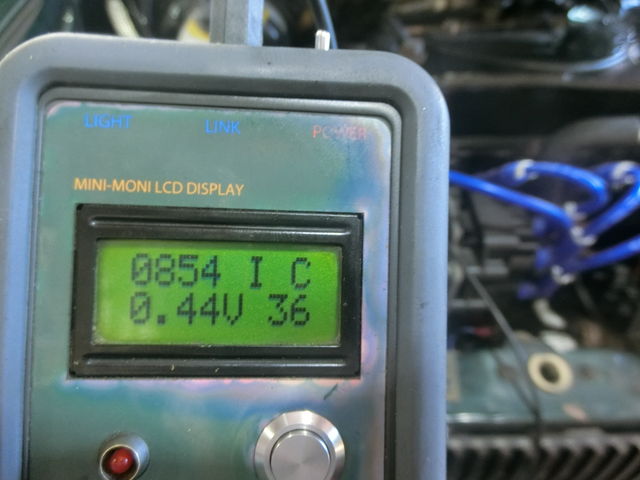 LIGHT LINK POWER
MINI-MONI LCD DISPLAY
0854 I C
0.44V 36